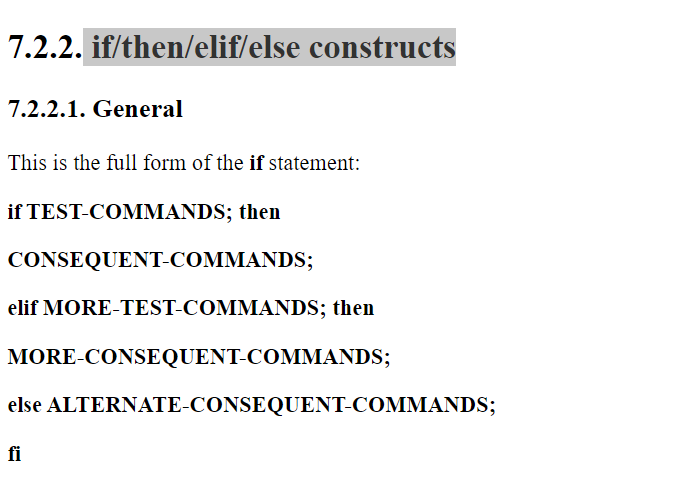 7.2.2. if/then/elif/else constructs
7.2.2.1. General
This is the full form of the if statement:
if TEST-COMMANDS; then
CONSEQUENT-COMMANDS;
elif MORE-TEST-COMMANDS; then
MORE-CONSEQUENT-COMMANDS;
else ALTERNATE-CONSEQUENT-COMMANDS;
fi